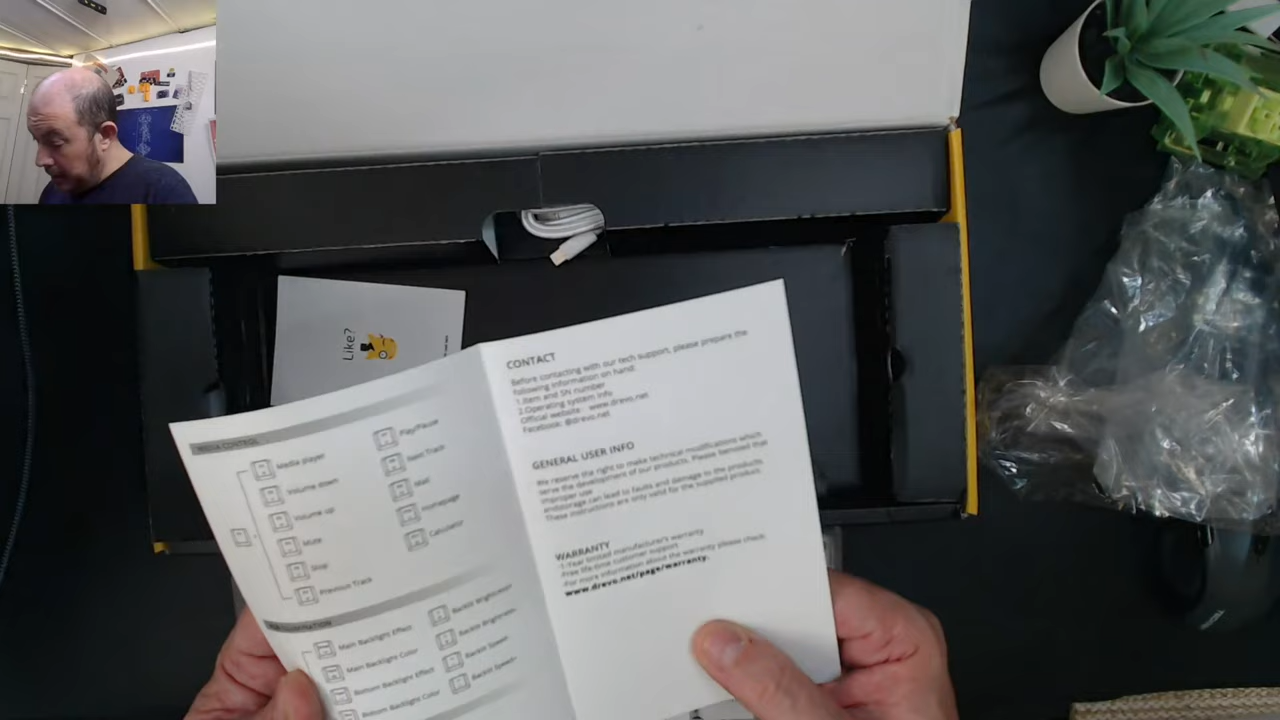 Like?
MEDIA CONTROL
Media player
Volume down
Volume up
Mute
Stop
Previous Track
Play/Pause
Next Track
Mail
Homepage
Calculator
Main Backlight Effect
Main Backlight Color
Bottom Backlight Effect
Bottom Backlight Color
Backlit Brightness+
Backlit Brightness-
Backlit Speed-
Backlit Speed+
CONTACT
Before contacting with our tech support, please prepare the
following information on hand:
1.Item and SN number
2.Operating system info
Official website: www.drevo.net
Facebook: @drevo.net
GENERAL USER INFO
We reserve the right to make technical modifications which
serve the development of our products. Please beminded that
improper use
and/storage can lead to faults and damage to the products.
These instructions are only valid for the supplied product.
WARRANTY
-1-Year limited manufacturer's warranty
-Free life-time customer support
-For more information about the warranty please check
www.drevo.net/page/warranty.